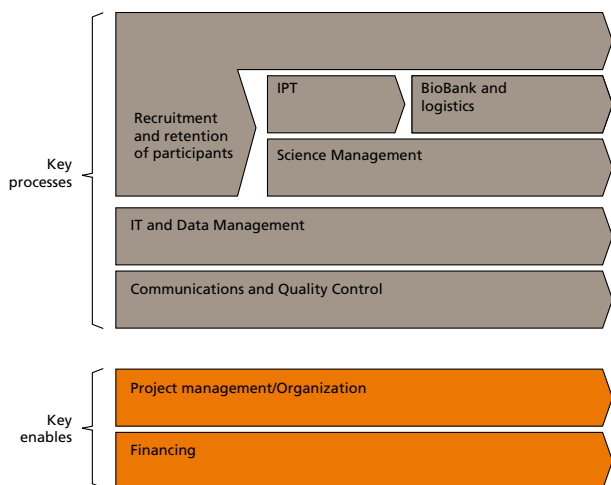 IPT
BioBank and
logistics
Recruitment
and retention
of participants
Science Management
Key
processes
IT and Data Management
Communications and Quality Control
Project management/Organization
Key
enables
Financing